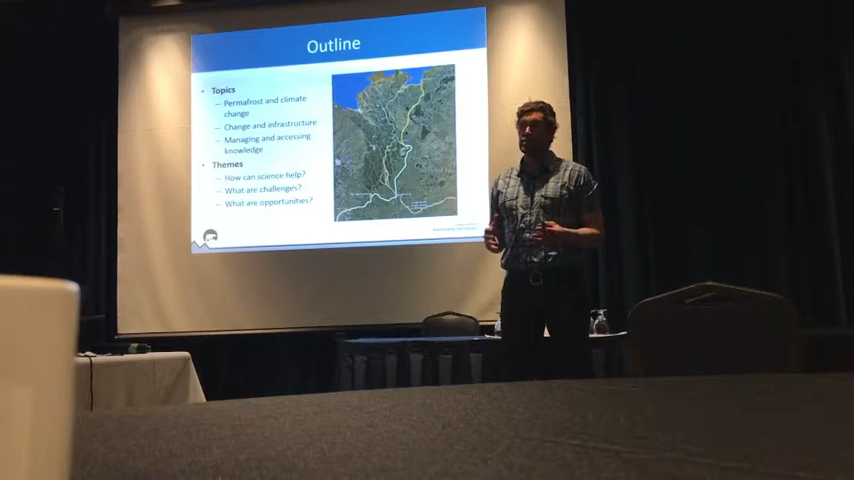 Outline
• Topics
– Permafrost and climate
change
– Change and infrastructure
– Managing and accessing
knowledge
• Themes
– How can science help?
– What are challenges?
– What are opportunities?